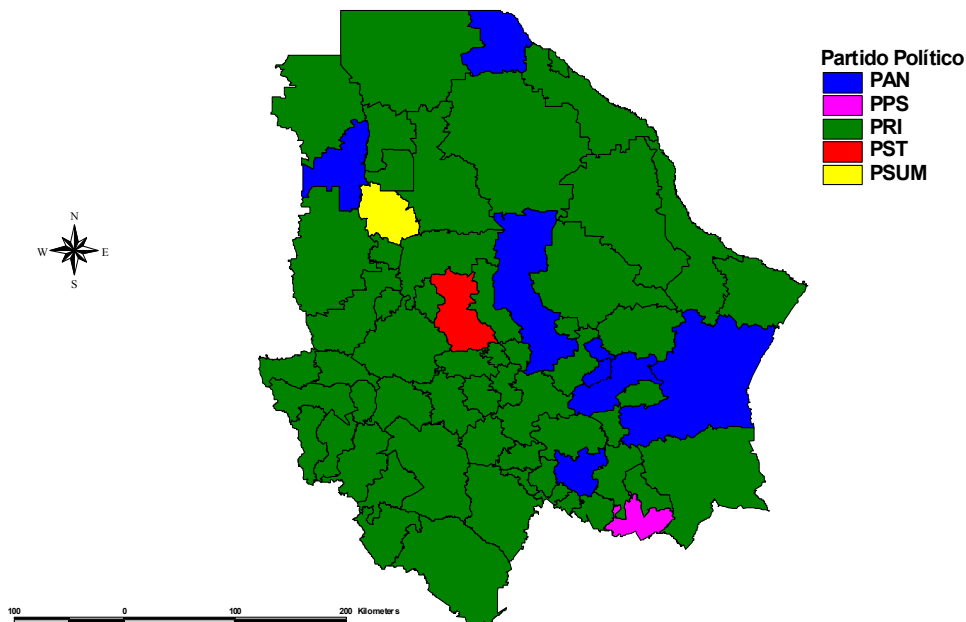 Partido Político
PAN
PPS
PRI
PST
PSUM
N
W E
S
100 0 100 200 Kilometers